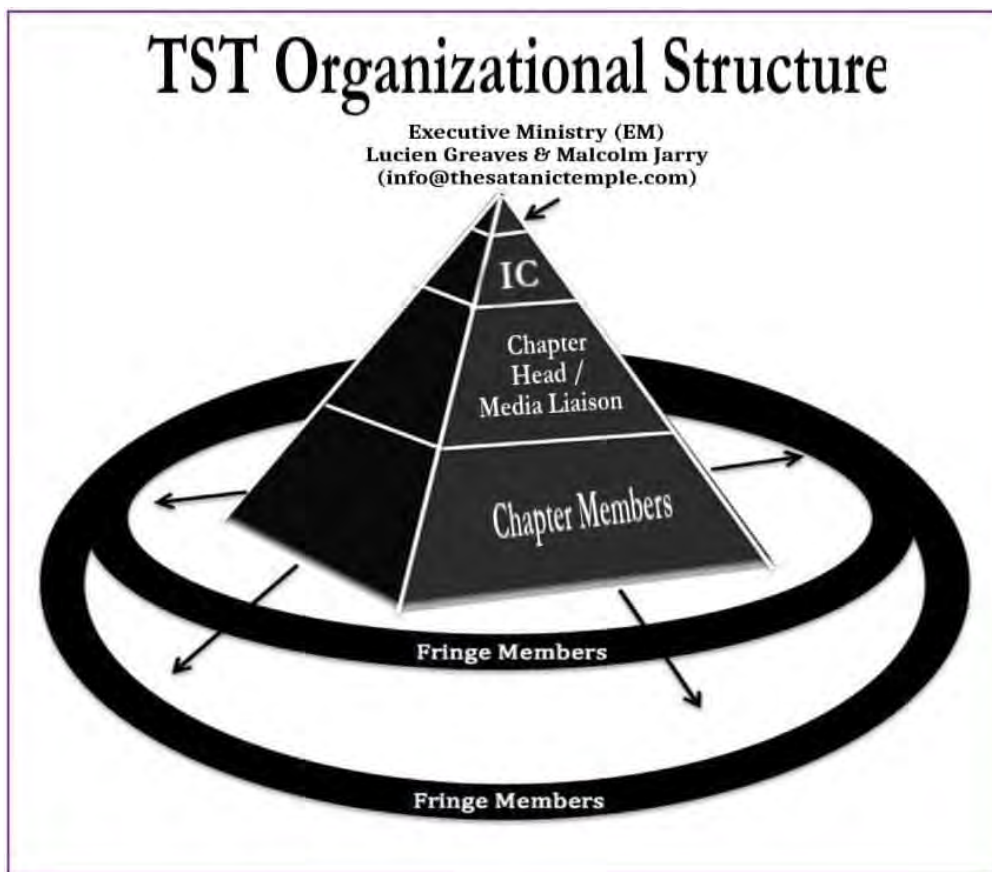 TST Organizational Structure
Executive Ministry (EM)
Lucien Greaves & Malcolm Jarry
(info@thesatanictemple.com)
IC
Chapter
Head /
Media Liaison
Chapter Members
Fringe Members
Fringe Members